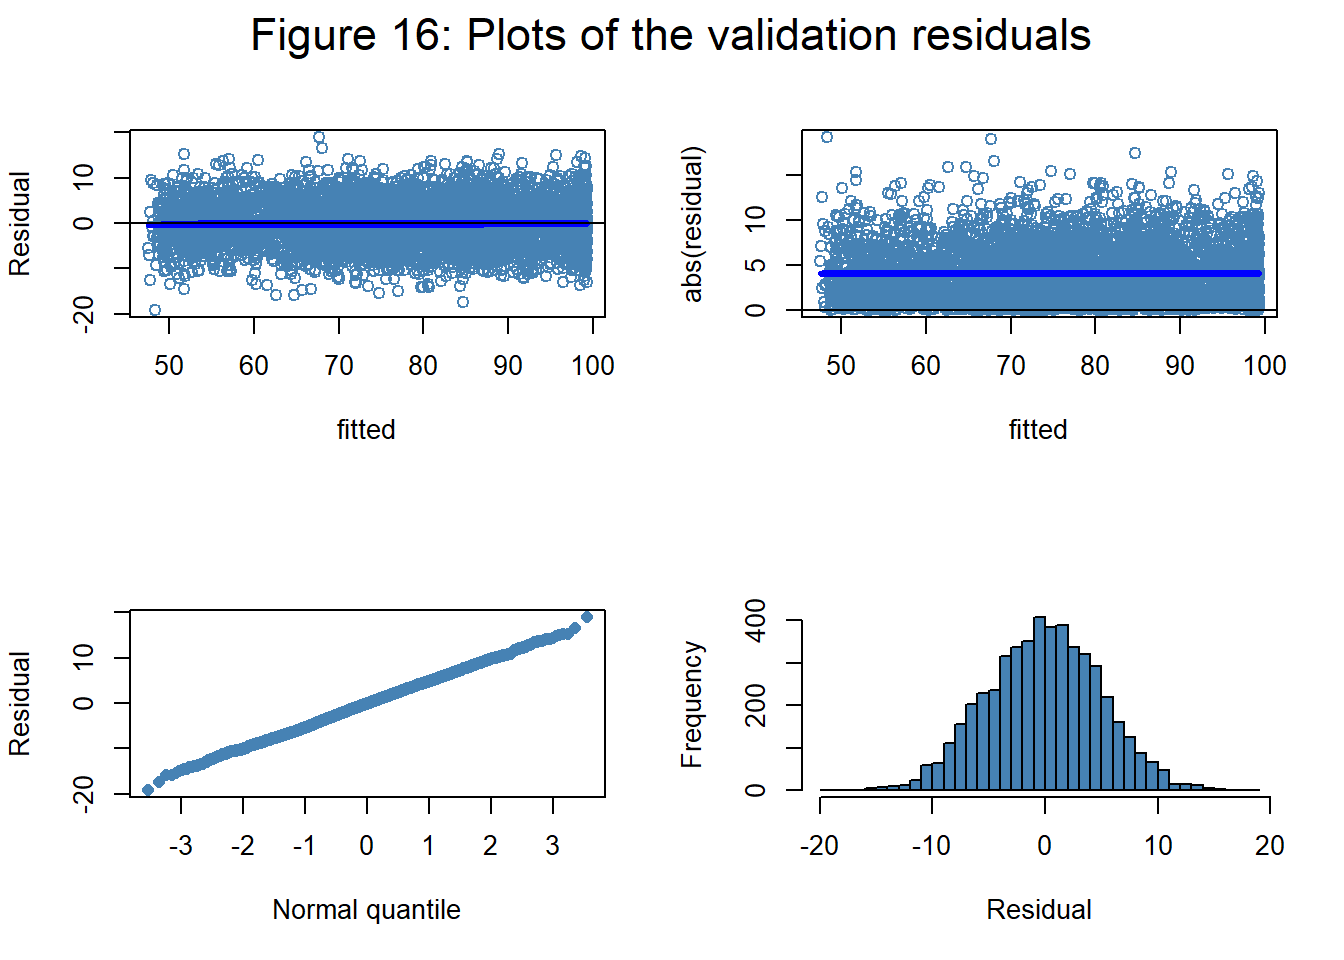 Figure 16: Plots of the validation residuals
Residual
10
0
-20
50 60 70 80 90 100
fitted
abs(residual)
10
5
0
50 60 70 80 90 100
fitted
Residual
10
0
-20
-3 -2 -1 0 1 2 3
Normal quantile
Frequency
400
200
0
-20 -10 0 10 20
Residual